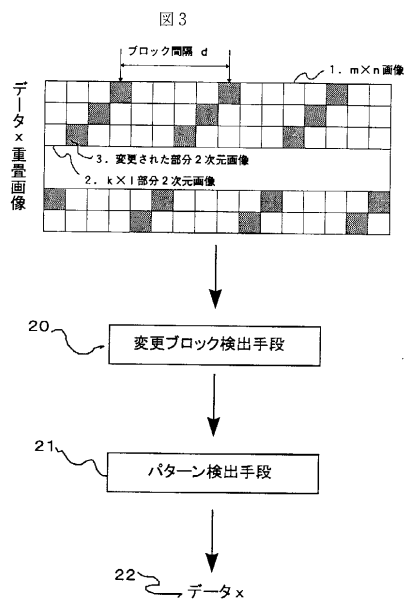 図3
ブロック間隔 d
1. m×n画像
データx重畳画像
3. 変更された部分2次元画像
2. k×l部分2次元画像
20
変更ブロック検出手段
21
パターン検出手段
22
データx